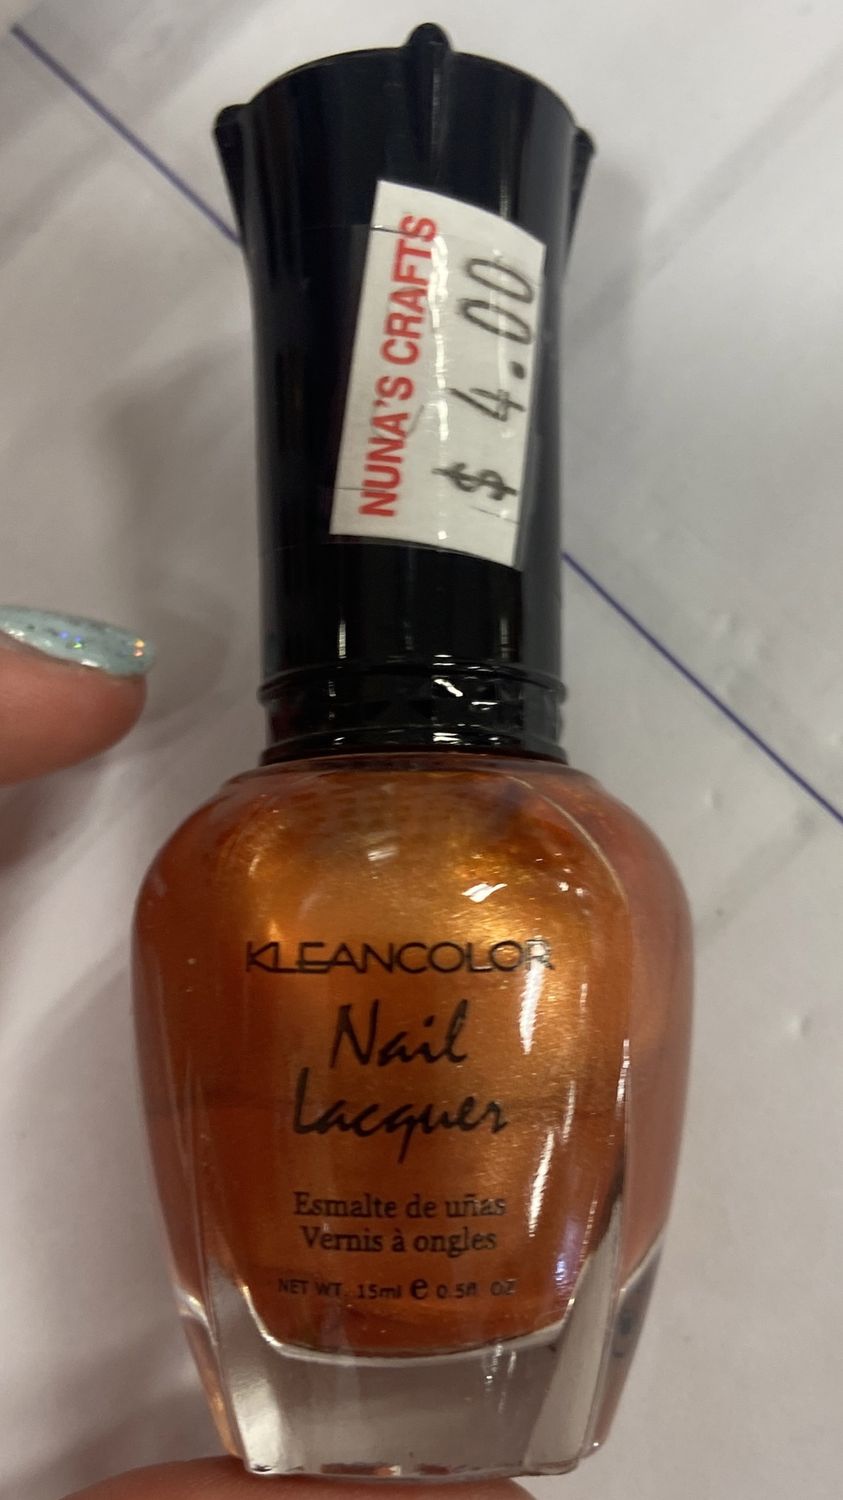 NUNA'S CRAFTS
$ 4.00
KLEANCOLOR
Nail
Lacquer
Esmalte de uñas
Vernis à ongles
NET WT. 15ml e 0.5fl OZ